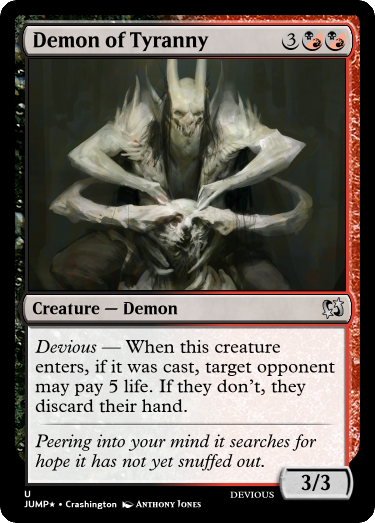 Demon of Tyranny 3
Creature — Demon
Devious — When this creature
enters, if it was cast, target opponent
may pay 5 life. If they don't, they
discard their hand.
Peering into your mind it searches for
hope it has not yet snuffed out.
3/3
U
JUMP★ • Crashington Anthony Jones
DEVIOUS